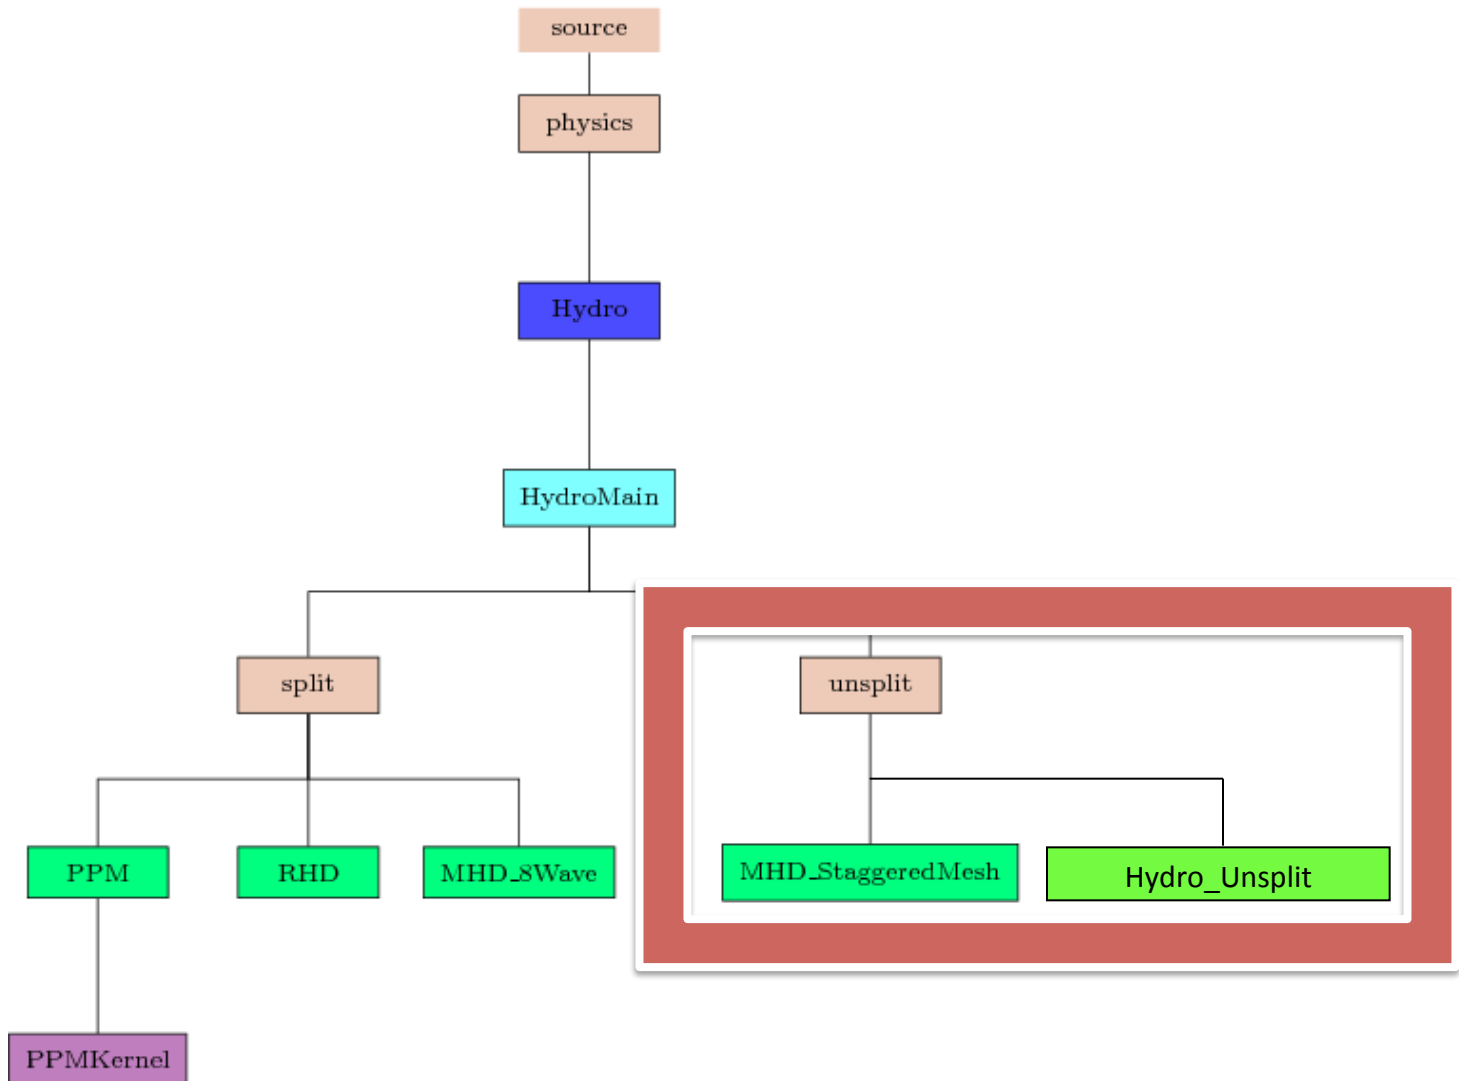 source
physics
Hydro
HydroMain
split
unsplit
PPM
RHD
MHD_8Wave
MHD_StaggeredMesh
Hydro_Unsplit
PPMKernel